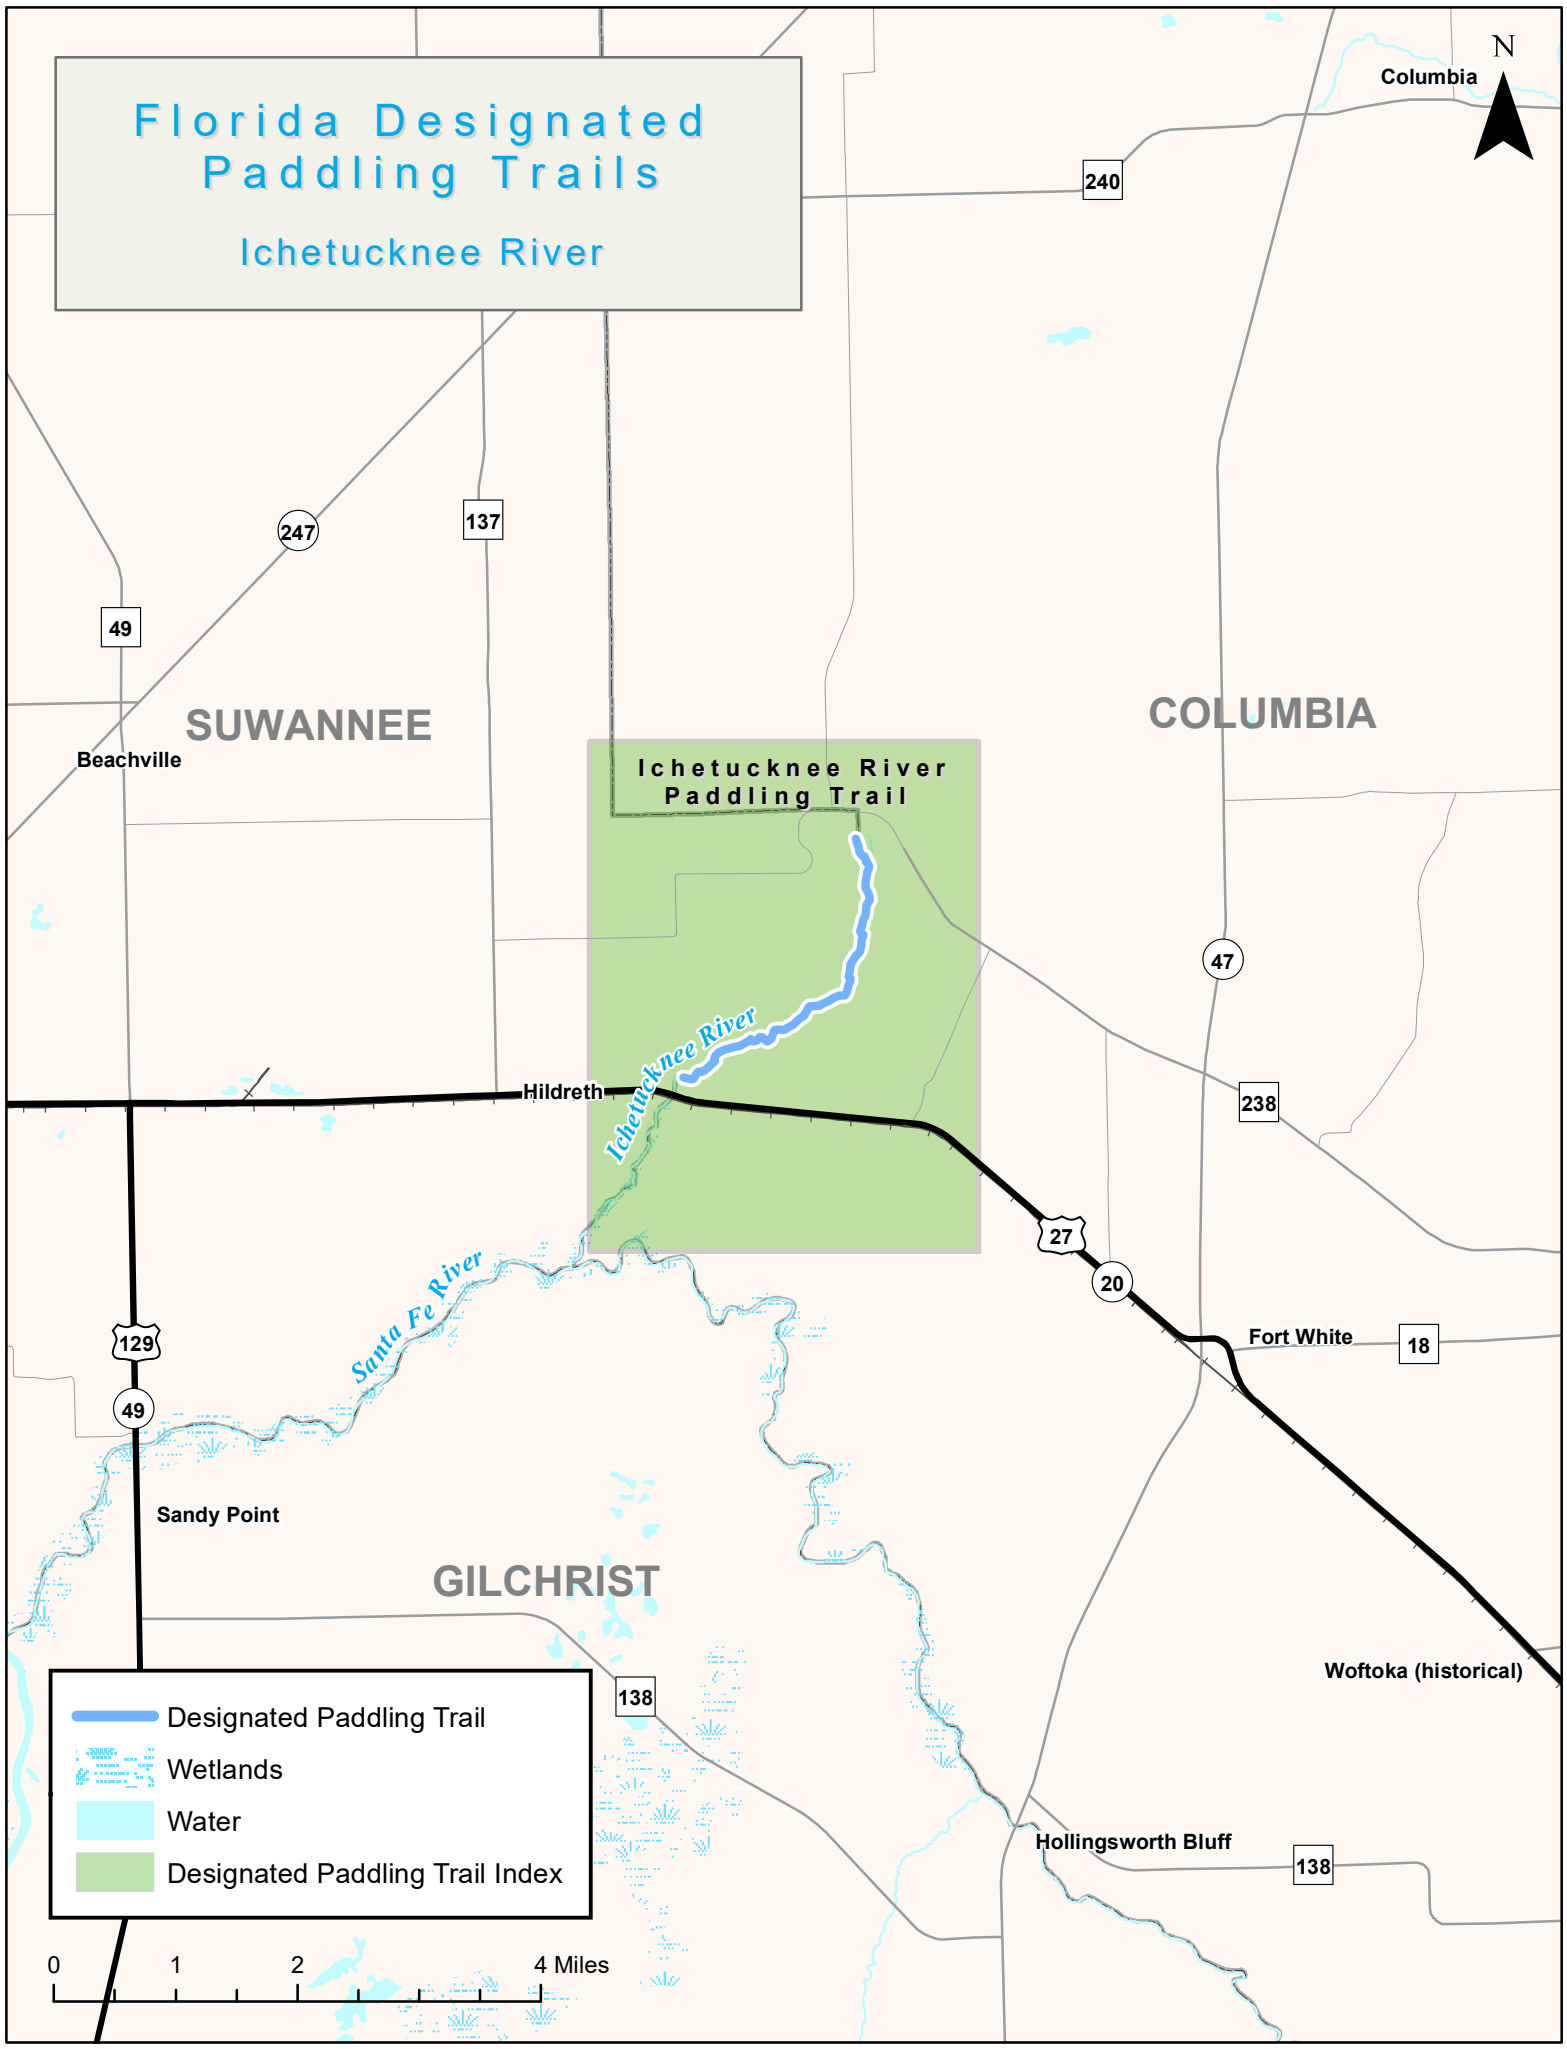 Florida Designated
Paddling Trails
Ichetucknee River
N
Columbia
240
247
137
49
SUWANNEE
COLUMBIA
Beachville
Ichetucknee River
Paddling Trail
47
Ichetucknee River
Hildreth
238
27
20
Santa Fe River
129
49
Fort White
18
Sandy Point
GILCHRIST
138
Woftoka (historical)
Designated Paddling Trail
Wetlands
Water
Designated Paddling Trail Index
Hollingsworth Bluff
138
0 1 2 4 Miles